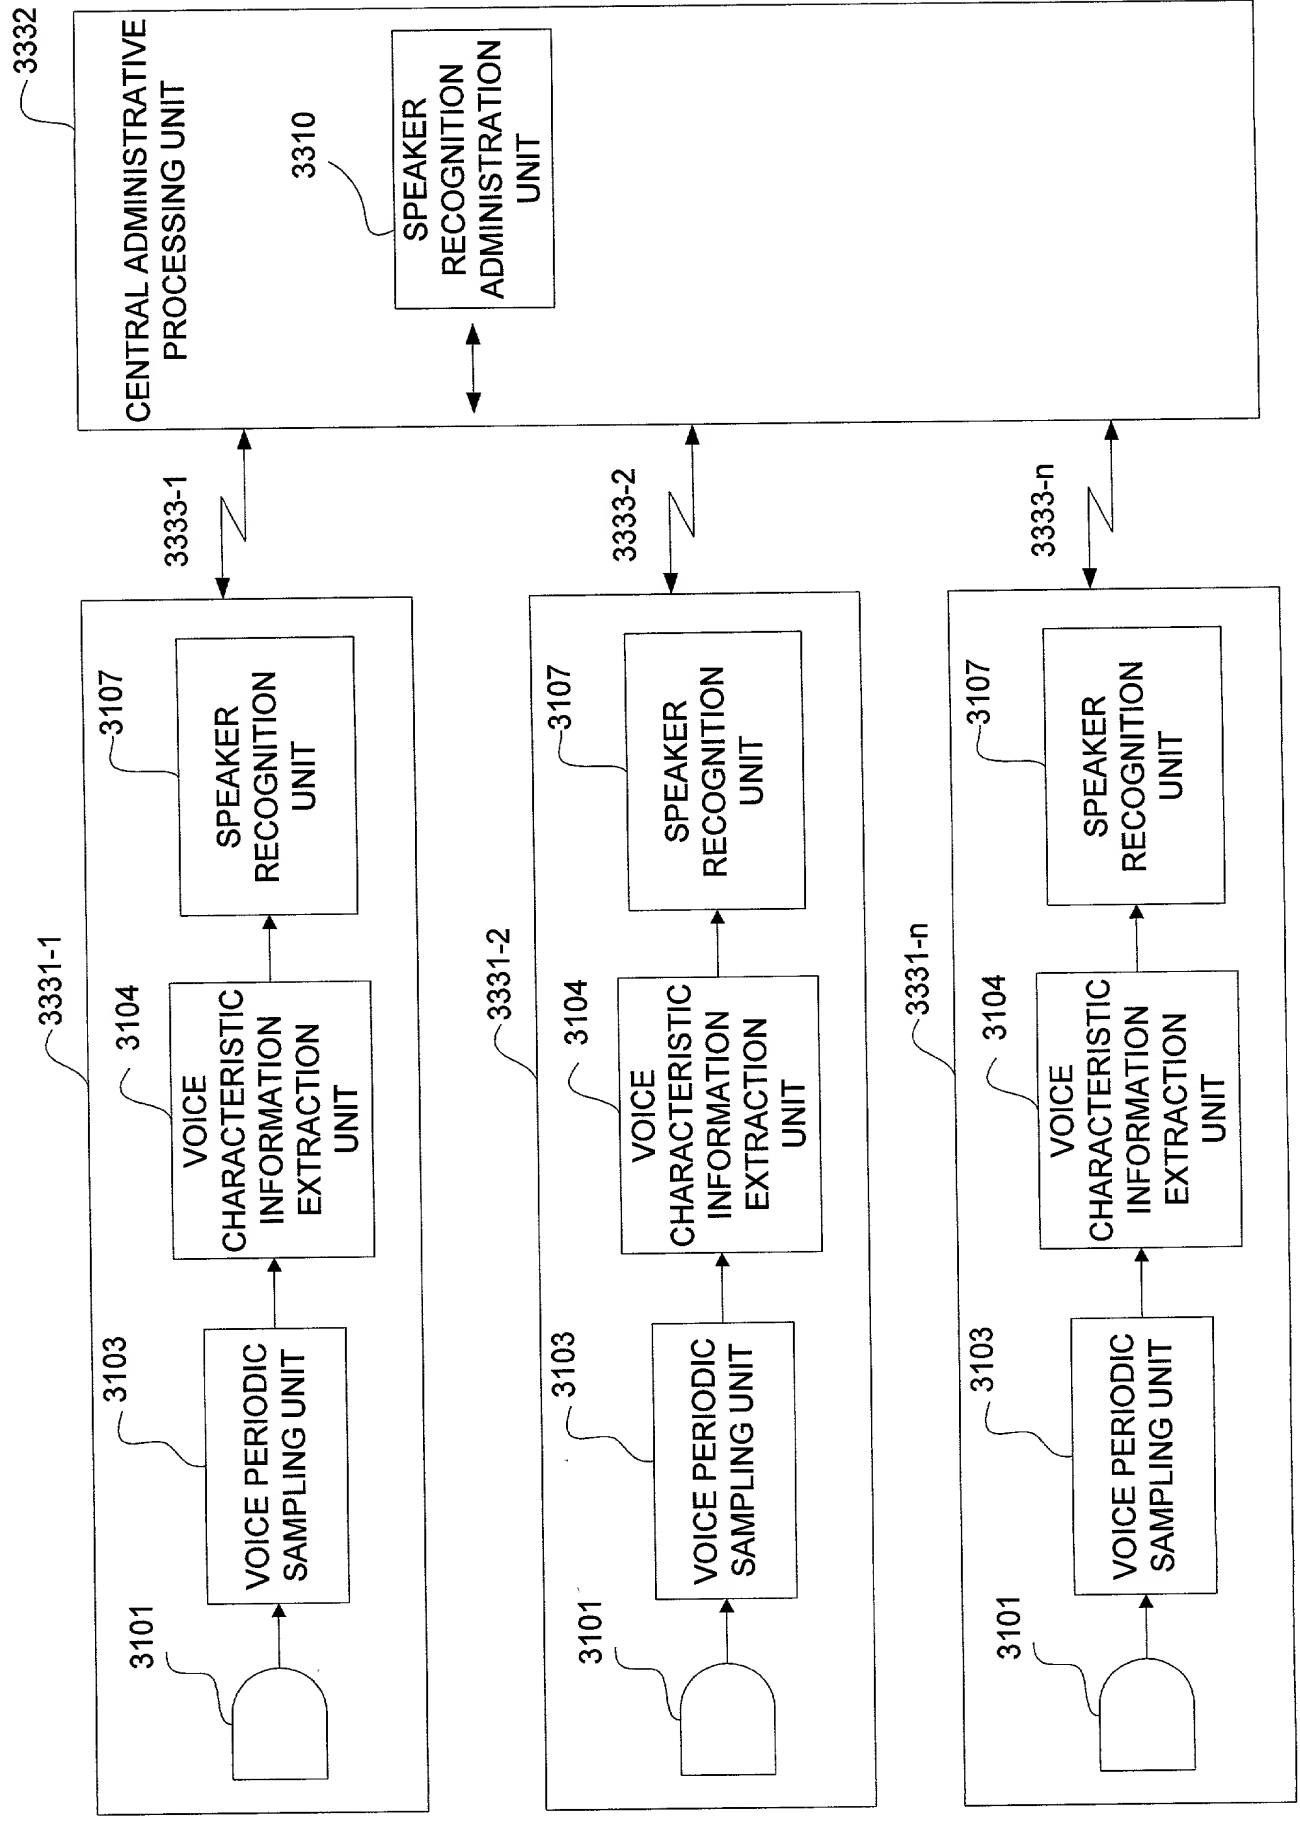 3331-1
3101
3103
VOICE PERIODIC
SAMPLING UNIT
3104
VOICE
CHARACTERISTIC
INFORMATION
EXTRACTION
UNIT
3107
SPEAKER
RECOGNITION
UNIT
3333-1
3331-2
3101
3103
VOICE PERIODIC
SAMPLING UNIT
3104
VOICE
CHARACTERISTIC
INFORMATION
EXTRACTION
UNIT
3107
SPEAKER
RECOGNITION
UNIT
3333-2
3331-n
3101
3103
VOICE PERIODIC
SAMPLING UNIT
3104
VOICE
CHARACTERISTIC
INFORMATION
EXTRACTION
UNIT
3107
SPEAKER
RECOGNITION
UNIT
3333-n
3332
CENTRAL ADMINISTRATIVE
PROCESSING UNIT
3310
SPEAKER
RECOGNITION
ADMINISTRATION
UNIT